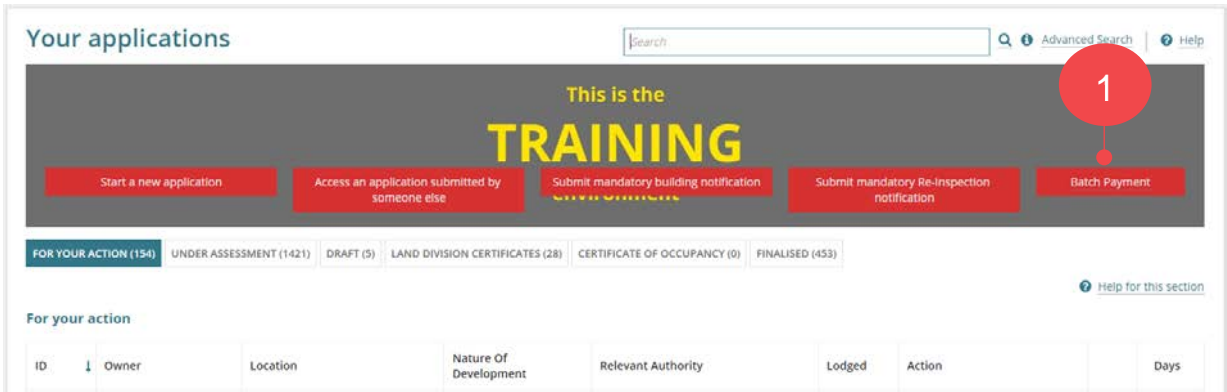 Your applications
Search
Advanced Search
Help
1
This is the
TRAINING
environment
Start a new application
Access an application submitted by
someone else
Submit mandatory building notification
Submit mandatory Re-Inspection
notification
Batch Payment
FOR YOUR ACTION (154) UNDER ASSESSMENT (1421) DRAFT (5) LAND DIVISION CERTIFICATES (28) CERTIFICATE OF OCCUPANCY (0) FINALISED (453)
Help for this section
For your action
ID Owner Location Nature Of
Development Relevant Authority Lodged Action Days